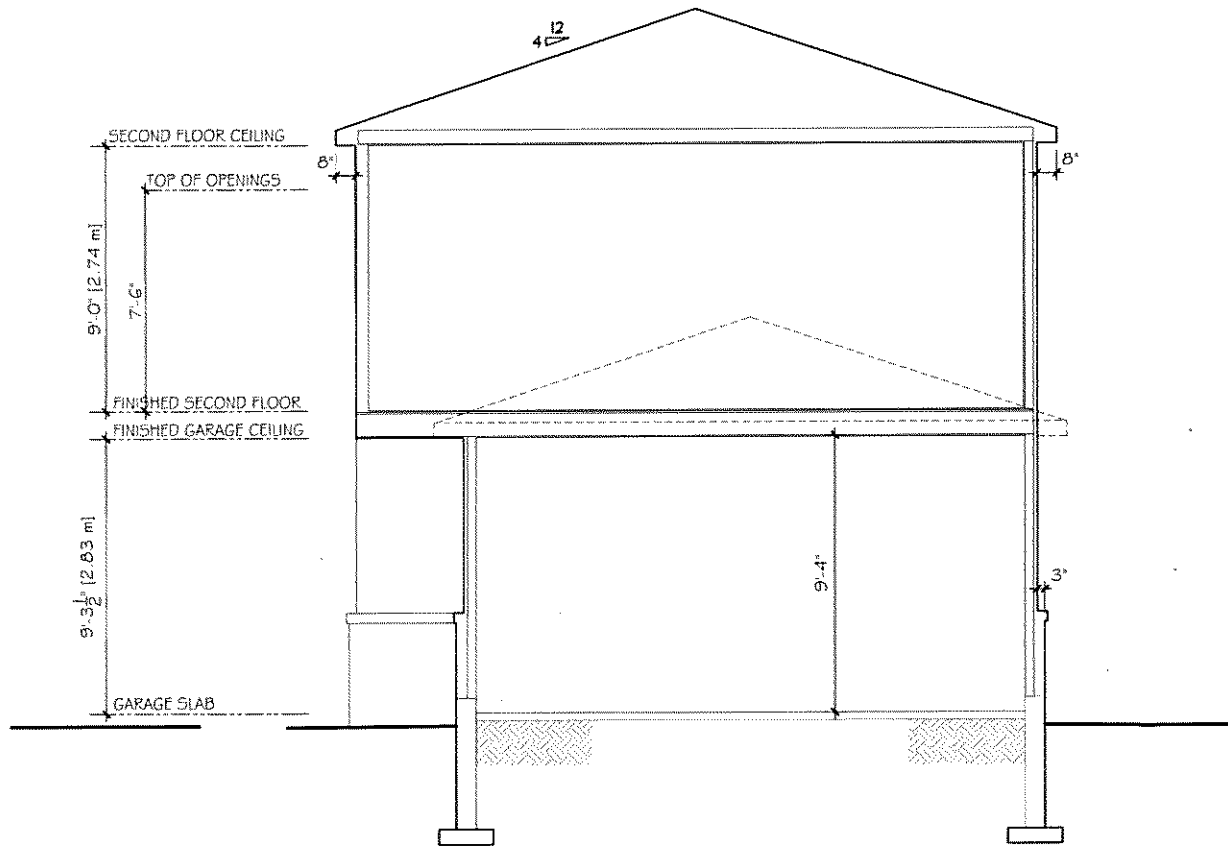 12
4
SECOND FLOOR CEILING
8"
8"
TOP OF OPENINGS
9'-0" [2.74 m]
7'-6"
FINISHED SECOND FLOOR
FINISHED GARAGE CEILING
9'-3 1/2" [2.83 m]
9'-4"
3"
GARAGE SLAB